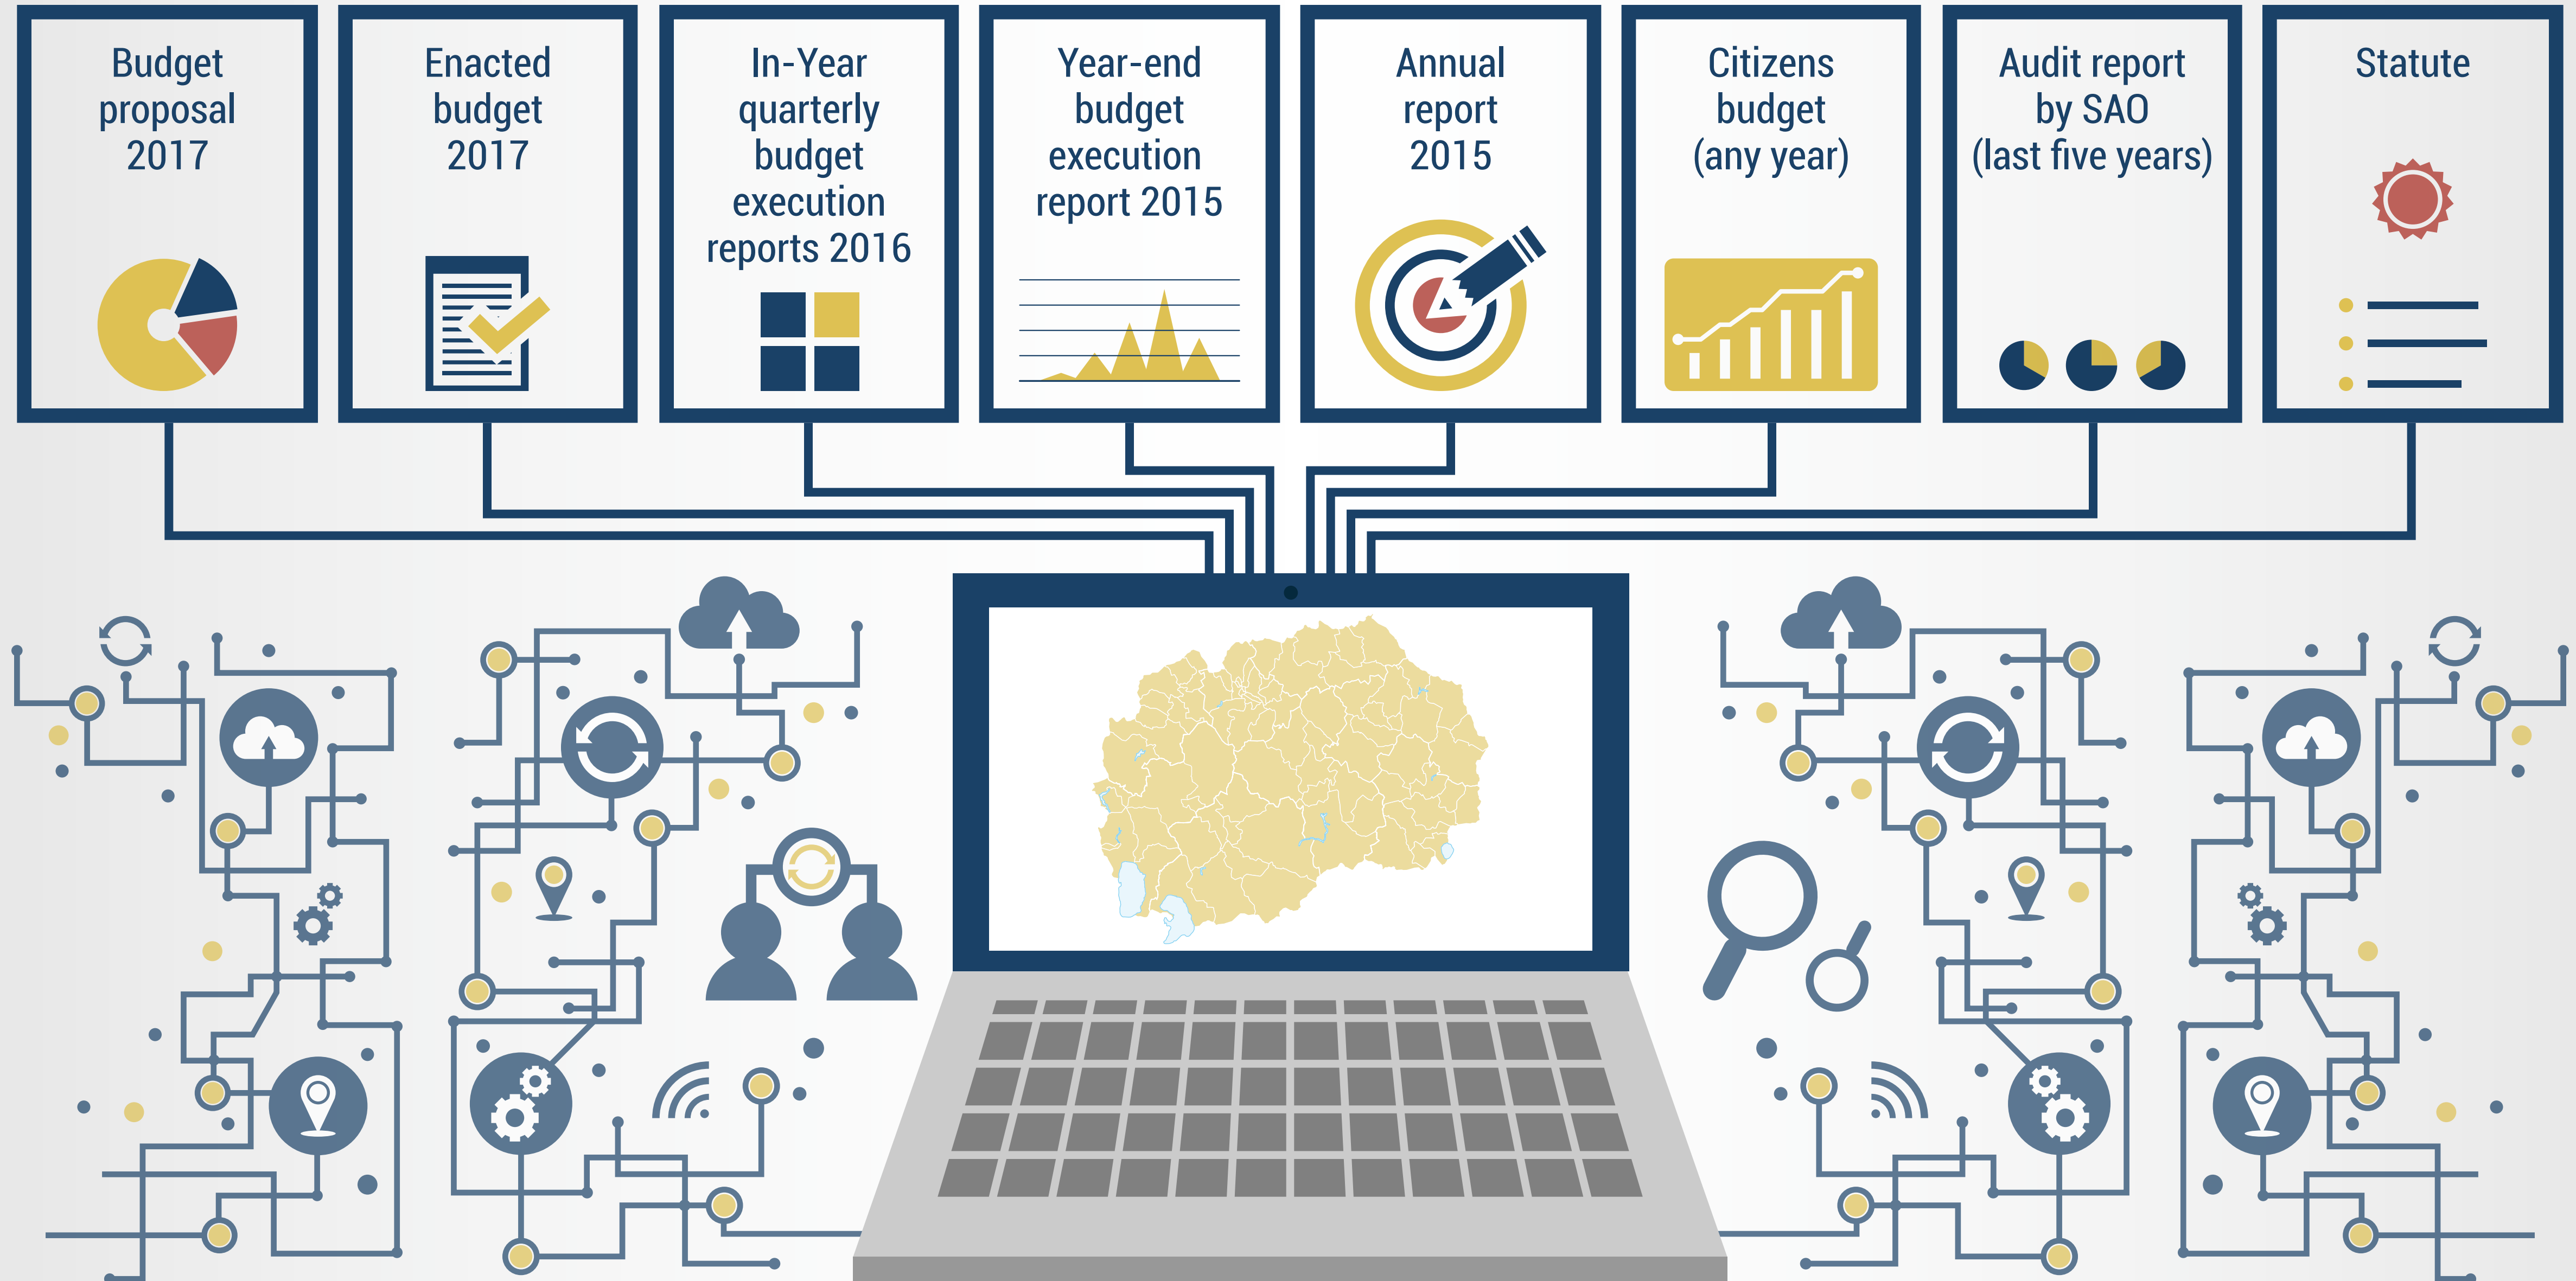 Budget
proposal
2017
Enacted
budget
2017
In-Year
quarterly
budget
execution
reports 2016
Year-end
budget
execution
report 2015
Annual
report
2015
Citizens
budget
(any year)
Audit report
by SAO
(last five years)
Statute